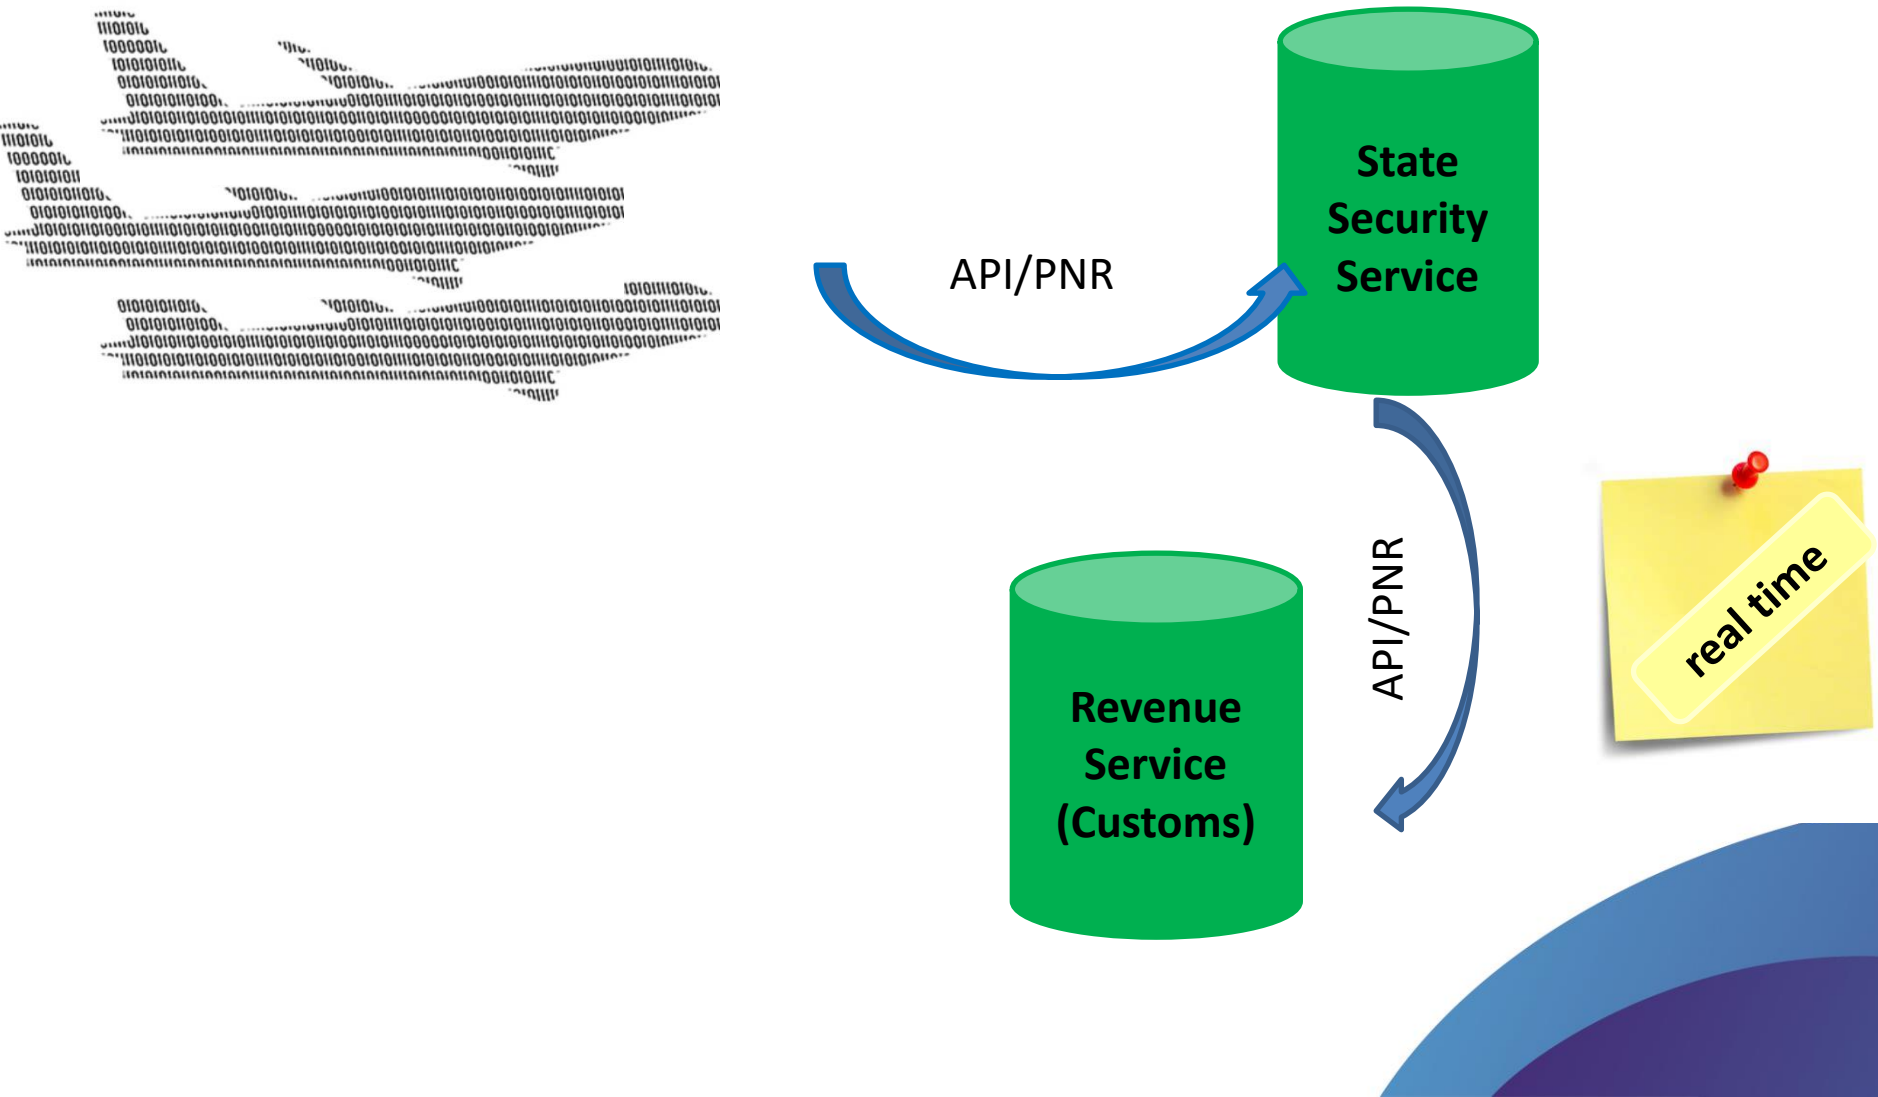 API/PNR
State
Security
Service
API/PNR
real time
Revenue
Service
(Customs)